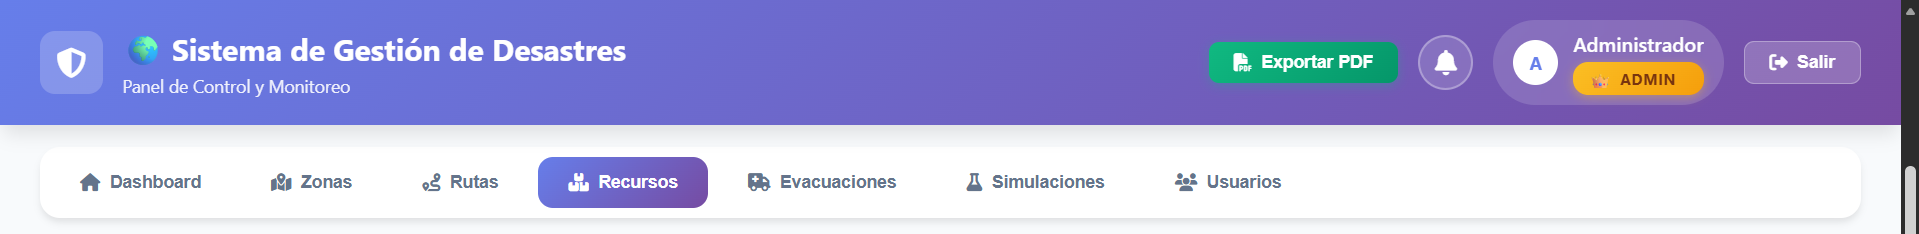 Sistema de Gestión de Desastres
Panel de Control y Monitoreo
PDF Exportar PDF
A
Administrador
ADMIN
Salir
Dashboard
Zonas
Rutas
Recursos
Evacuaciones
Simulaciones
Usuarios